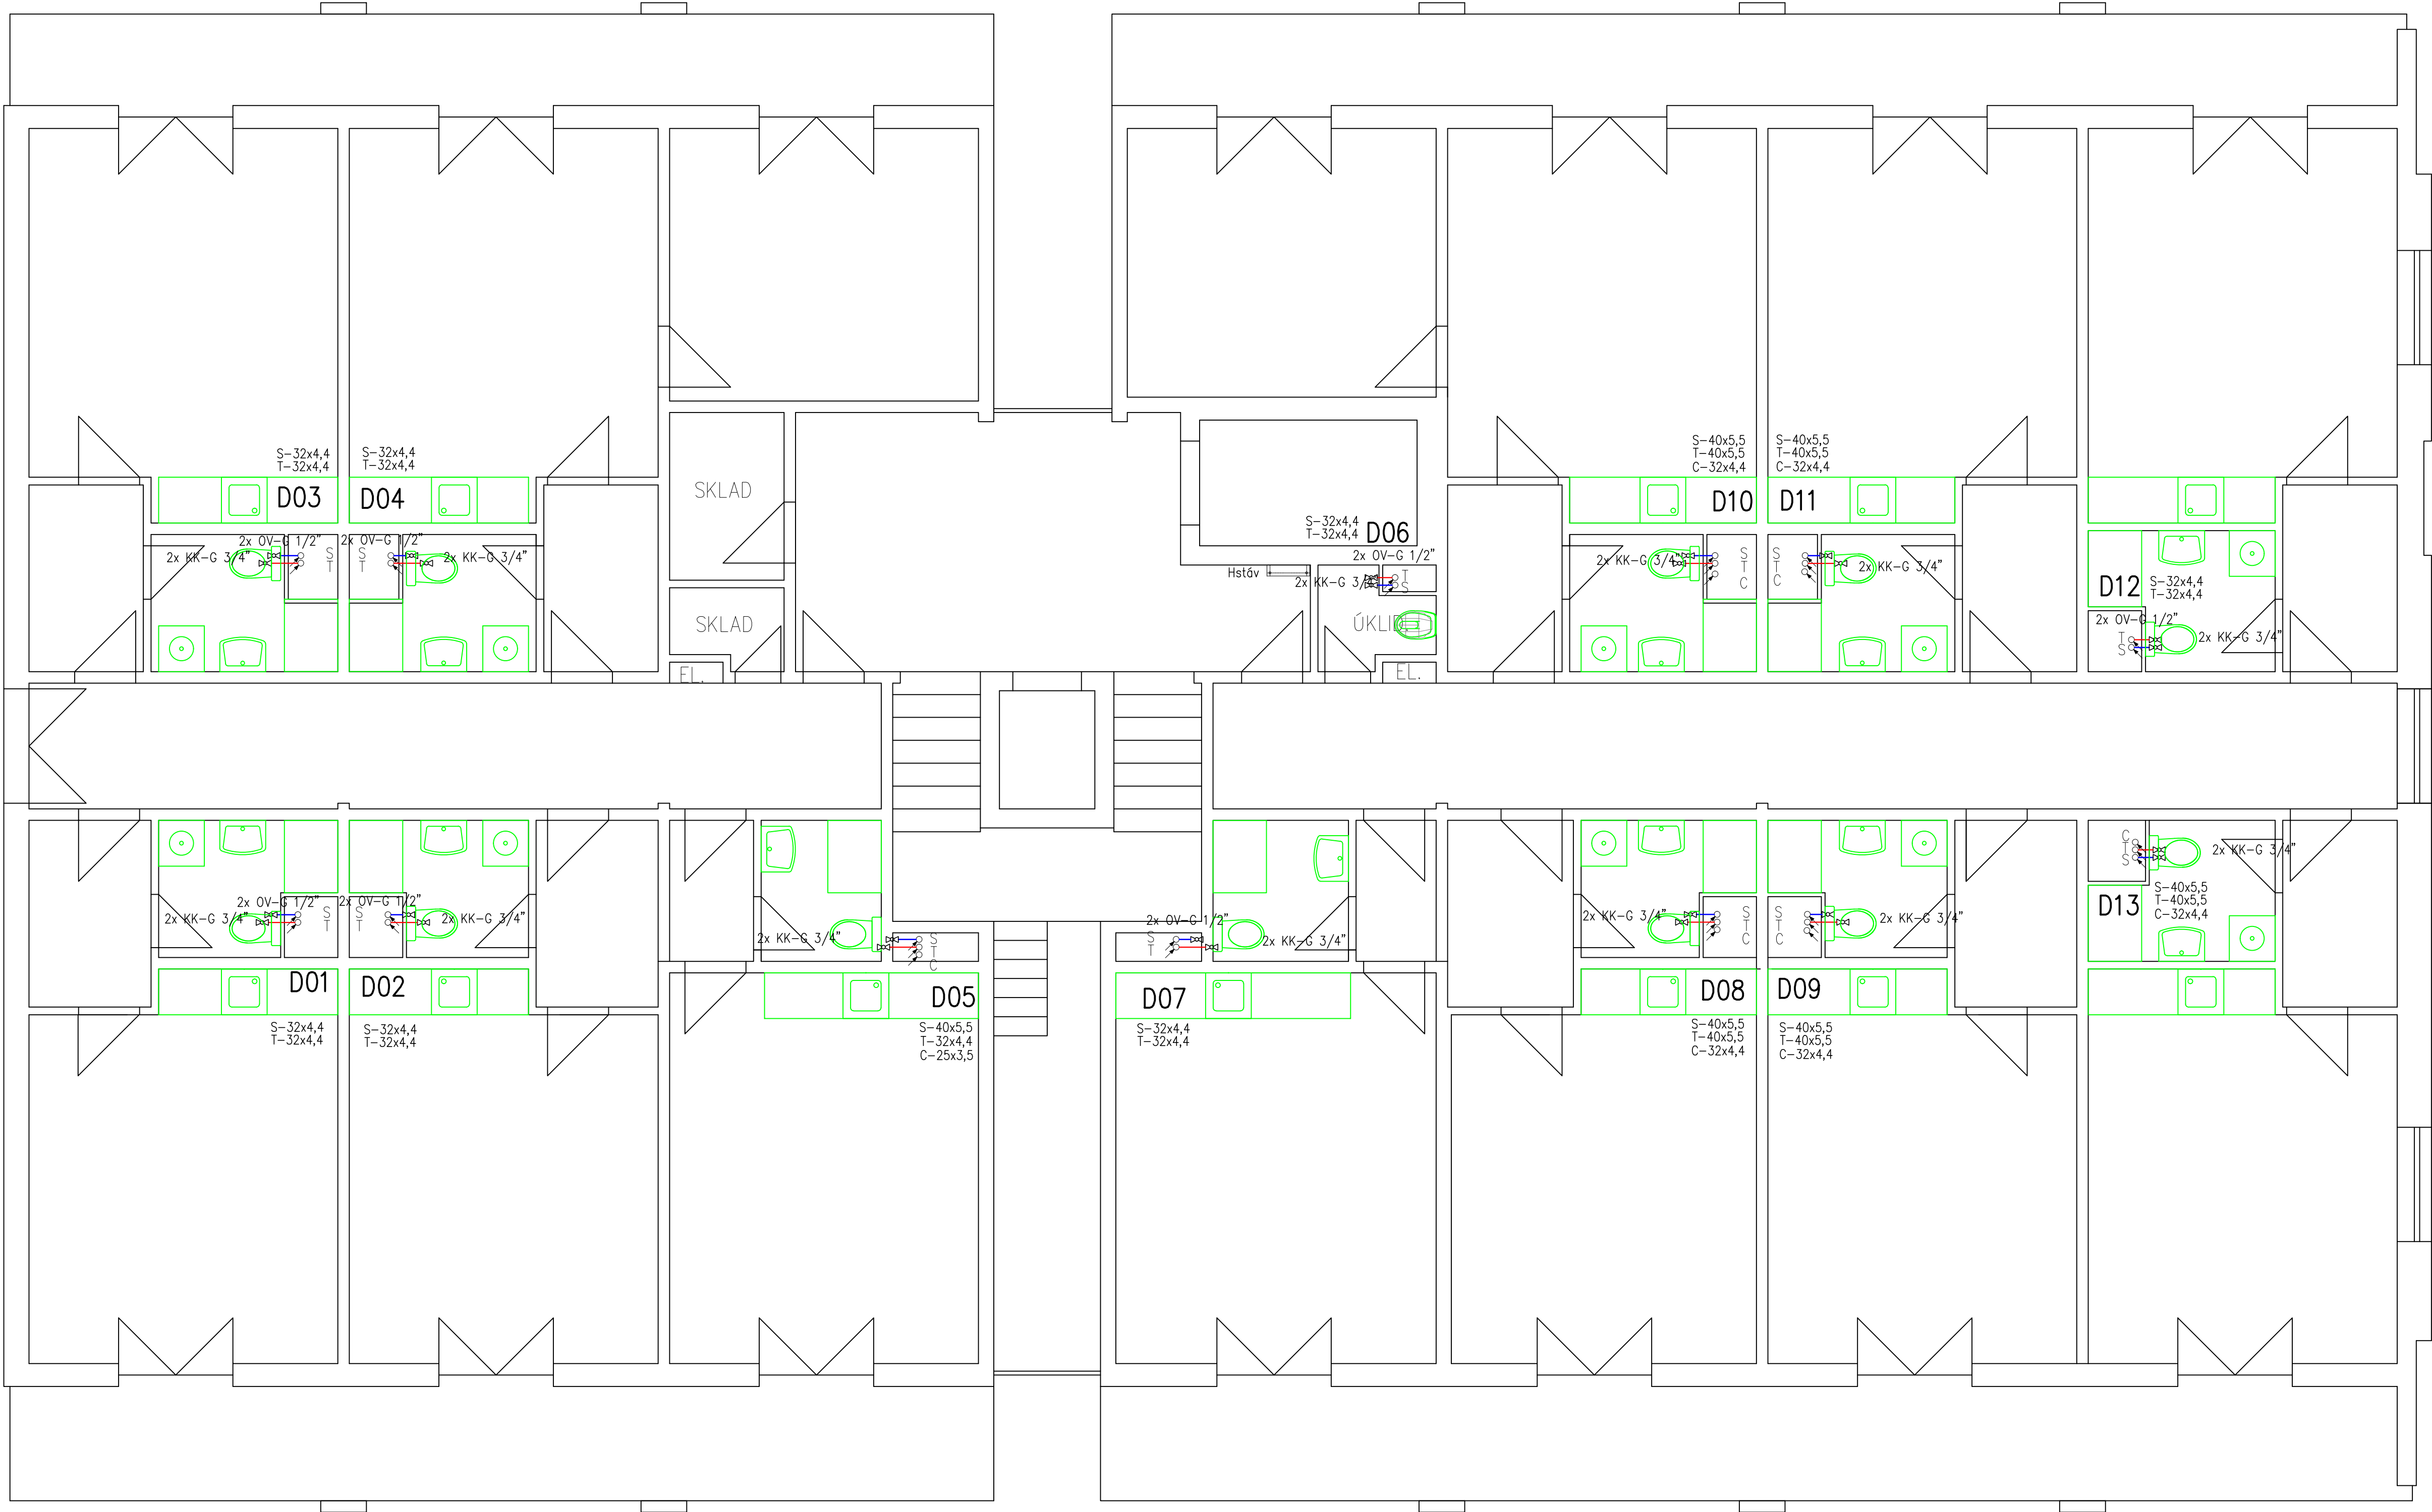 S-32x4,4
T-32x4,4
D03
S-32x4,4
T-32x4,4
D04
2x OV-G 1/2"
2x KK-G 3/4"
S
T
2x OV-G 1/2"
2x KK-G 3/4"
S
T
SKLAD
SKLAD
EL.
S-32x4,4
T-32x4,4
D06
2x OV-G 1/2"
Hstáv
2x KK-G 3/4"
T
S
ÚKLID
EL.
S-40x5,5
T-40x5,5
C-32x4,4
D10
2x KK-G 3/4"
S
T
C
S-40x5,5
T-40x5,5
C-32x4,4
D11
S
T
C
2x KK-G 3/4"
D12
S-32x4,4
T-32x4,4
2x OV-G 1/2"
T
S
2x KK-G 3/4"
2x OV-G 1/2"
2x KK-G 3/4"
S
T
D01
S-32x4,4
T-32x4,4
2x OV-G 1/2"
S
T
2x KK-G 3/4"
D02
S-32x4,4
T-32x4,4
2x KK-G 3/4"
S
T
C
D05
S-40x5,5
T-32x4,4
C-25x3,5
2x OV-G 1/2"
S
T
2x KK-G 3/4"
D07
S-32x4,4
T-32x4,4
2x KK-G 3/4"
S
T
C
D08
S-40x5,5
T-40x5,5
C-32x4,4
S
T
C
2x KK-G 3/4"
D09
S-40x5,5
T-40x5,5
C-32x4,4
C
T
S
2x KK-G 3/4"
D13
S-40x5,5
T-40x5,5
C-32x4,4